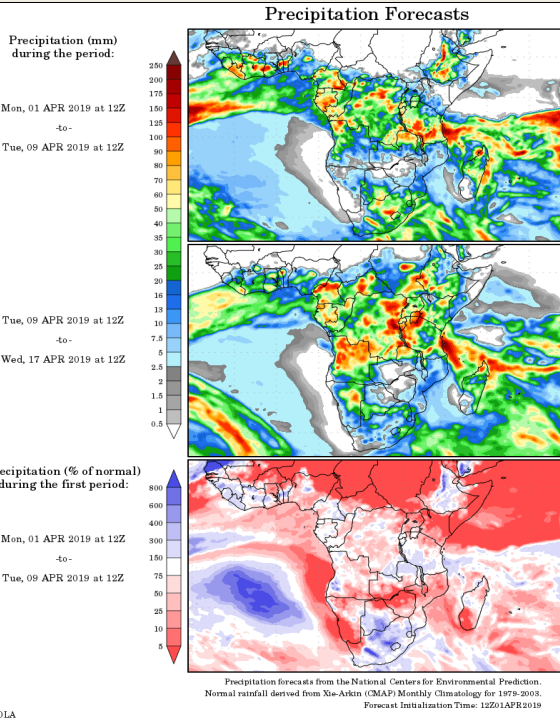 Precipitation Forecasts
Precipitation (mm)
during the period:
Mon, 01 APR 2019 at 12Z
-to-
Tue, 09 APR 2019 at 12Z
250
200
175
150
125
100
90
80
70
60
50
40
35
30
25
20
16
13
10
7.5
5
2.5
2
1.5
1
0.5
Tue, 09 APR 2019 at 12Z
-to-
Wed, 17 APR 2019 at 12Z
ecipitation (% of normal)
during the first period:
Mon, 01 APR 2019 at 12Z
-to-
Tue, 09 APR 2019 at 12Z
800
600
400
300
150
75
50
25
10
5
Precipitation forecasts from the National Centers for Environmental Prediction.
Normal rainfall derived from Xie-Arkin (CMAP) Monthly Climatology for 1979-2003.
Forecast Initialization Time: 12Z01APR2019
OLA